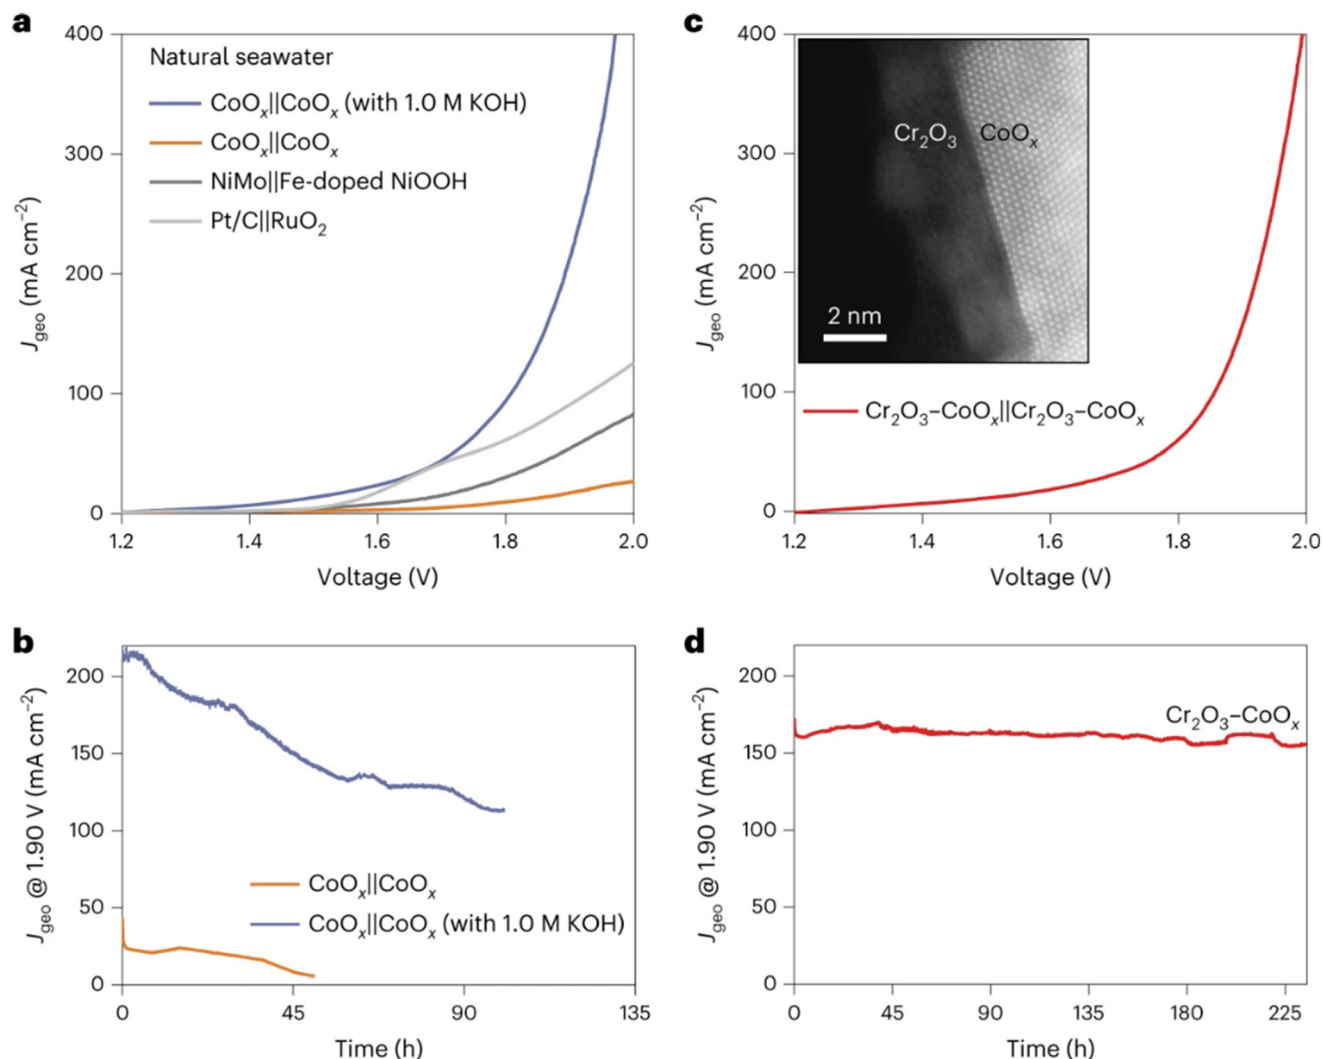 a
400
300
200
100
0
J_geo (mA cm⁻²)
Natural seawater
CoOₓ||CoOₓ (with 1.0 M KOH)
CoOₓ||CoOₓ
NiMo||Fe-doped NiOOH
Pt/C||RuO₂
1.2 1.4 1.6 1.8 2.0
Voltage (V)
c
400
300
200
100
0
J_geo (mA cm⁻²)
Cr₂O₃ CoOₓ
2 nm
Cr₂O₃–CoOₓ||Cr₂O₃–CoOₓ
1.2 1.4 1.6 1.8 2.0
Voltage (V)
b
200
150
100
50
0
J_geo @ 1.90 V (mA cm⁻²)
CoOₓ||CoOₓ
CoOₓ||CoOₓ (with 1.0 M KOH)
0 45 90 135
Time (h)
d
200
150
100
50
0
J_geo @ 1.90 V (mA cm⁻²)
Cr₂O₃–CoOₓ
0 45 90 135 180 225
Time (h)